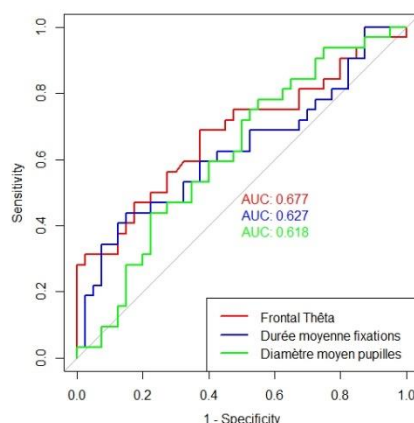 1.0
0.8
0.6
0.4
0.2
0.0
Sensitivity
AUC: 0.677
AUC: 0.627
AUC: 0.618
Frontal Thêta
Durée moyenne fixations
Diamètre moyen pupilles
0.0 0.2 0.4 0.6 0.8 1.0
1 - Specificity